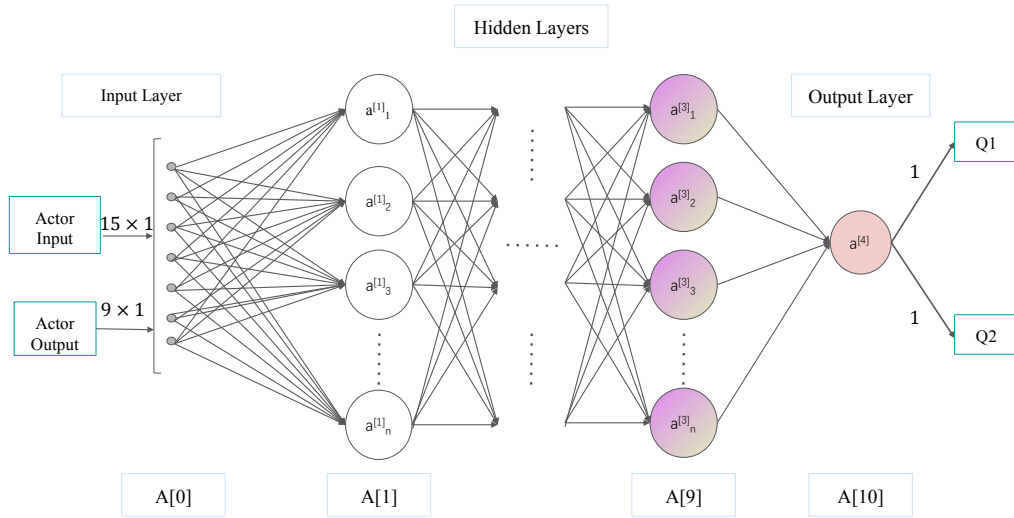 Hidden Layers
Input Layer
Output Layer
Actor
Input
15 × 1
Actor
Output
9 × 1
a[1]1
a[1]2
a[1]3
a[1]n
a[3]1
a[3]2
a[3]3
a[3]n
a[4]
1
1
Q1
Q2
A[0]
A[1]
A[9]
A[10]